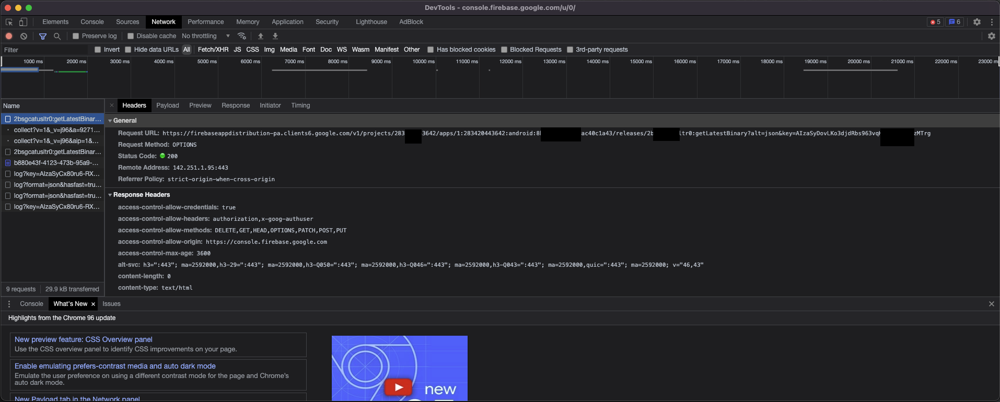 DevTools - console.firebase.google.com/u/0/
Elements Console Sources Network Performance Memory Application Security Lighthouse AdBlock 5 6
Preserve log Disable cache No throttling
Filter Invert Hide data URLs All Fetch/XHR JS CSS Img Media Font Doc WS Wasm Manifest Other Has blocked cookies Blocked Requests 3rd-party requests
1000 ms 2000 ms 3000 ms 4000 ms 5000 ms 6000 ms 7000 ms 8000 ms 9000 ms 10000 ms 11000 ms 12000 ms 13000 ms 14000 ms 15000 ms 16000 ms 17000 ms 18000 ms 19000 ms 20000 ms 21000 ms 22000 ms 23000 m
Name
2bsgcatusltr0:getLatestBinar...
collect?v=1&_v=j96&a=9271...
collect?v=1&_v=j96&aip=1&...
2bsgcatusltr0:getLatestBinar...
b880e43f-4123-473b-95a9-...
log?key=AIzaSyCx80ru6-RX...
log?format=json&hasfast=tru...
log?format=json&hasfast=tru...
log?key=AIzaSyCx80ru6-RX...
9 requests 29.9 kB transferred
Headers Payload Preview Response Initiator Timing
General
Request URL: https://firebaseappdistribution-pa.clients6.google.com/v1/projects/283 3642/apps/1:283420443642:android:8 ac40c1a43/releases/2b ltr0:getLatestBinary?alt=json&key=AIzaSyDovLKo3djdRbs963vq zMTrg
Request Method: OPTIONS
Status Code: 200
Remote Address: 142.251.1.95:443
Referrer Policy: strict-origin-when-cross-origin
Response Headers
access-control-allow-credentials: true
access-control-allow-headers: authorization,x-goog-authuser
access-control-allow-methods: DELETE,GET,HEAD,OPTIONS,PATCH,POST,PUT
access-control-allow-origin: https://console.firebase.google.com
access-control-max-age: 3600
alt-svc: h3=":443"; ma=2592000,h3-29=":443"; ma=2592000,h3-Q050=":443"; ma=2592000,h3-Q046=":443"; ma=2592000,h3-Q043=":443"; ma=2592000,quic=":443"; ma=2592000; v="46,43"
content-length: 0
content-type: text/html
Console What's New Issues
Highlights from the Chrome 96 update
New preview feature: CSS Overview panel
Use the CSS overview panel to identify CSS improvements on your page.
Enable emulating prefers-contrast media and auto dark mode
Emulate the user preference on using a different contrast mode for the page and Chrome's
auto dark mode.
New Payload tab in the Network panel
new